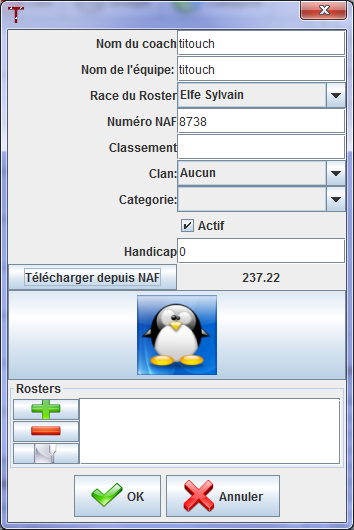 Nom du coach titouch
Nom de l'équipe: titouch
Race du Roster Elfe Sylvain
Numéro NAF 8738
Classement
Clan: Aucun
Categorie:
Actif
Handicap 0
Télécharger depuis NAF 237.22
Rosters
OK Annuler